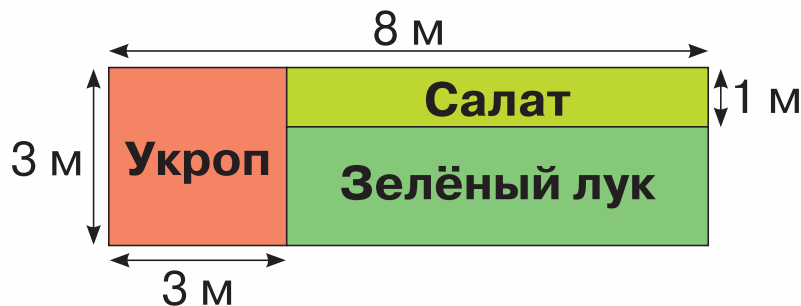 8 м
Салат
1 м
3 м
Укроп
Зелёный лук
3 м